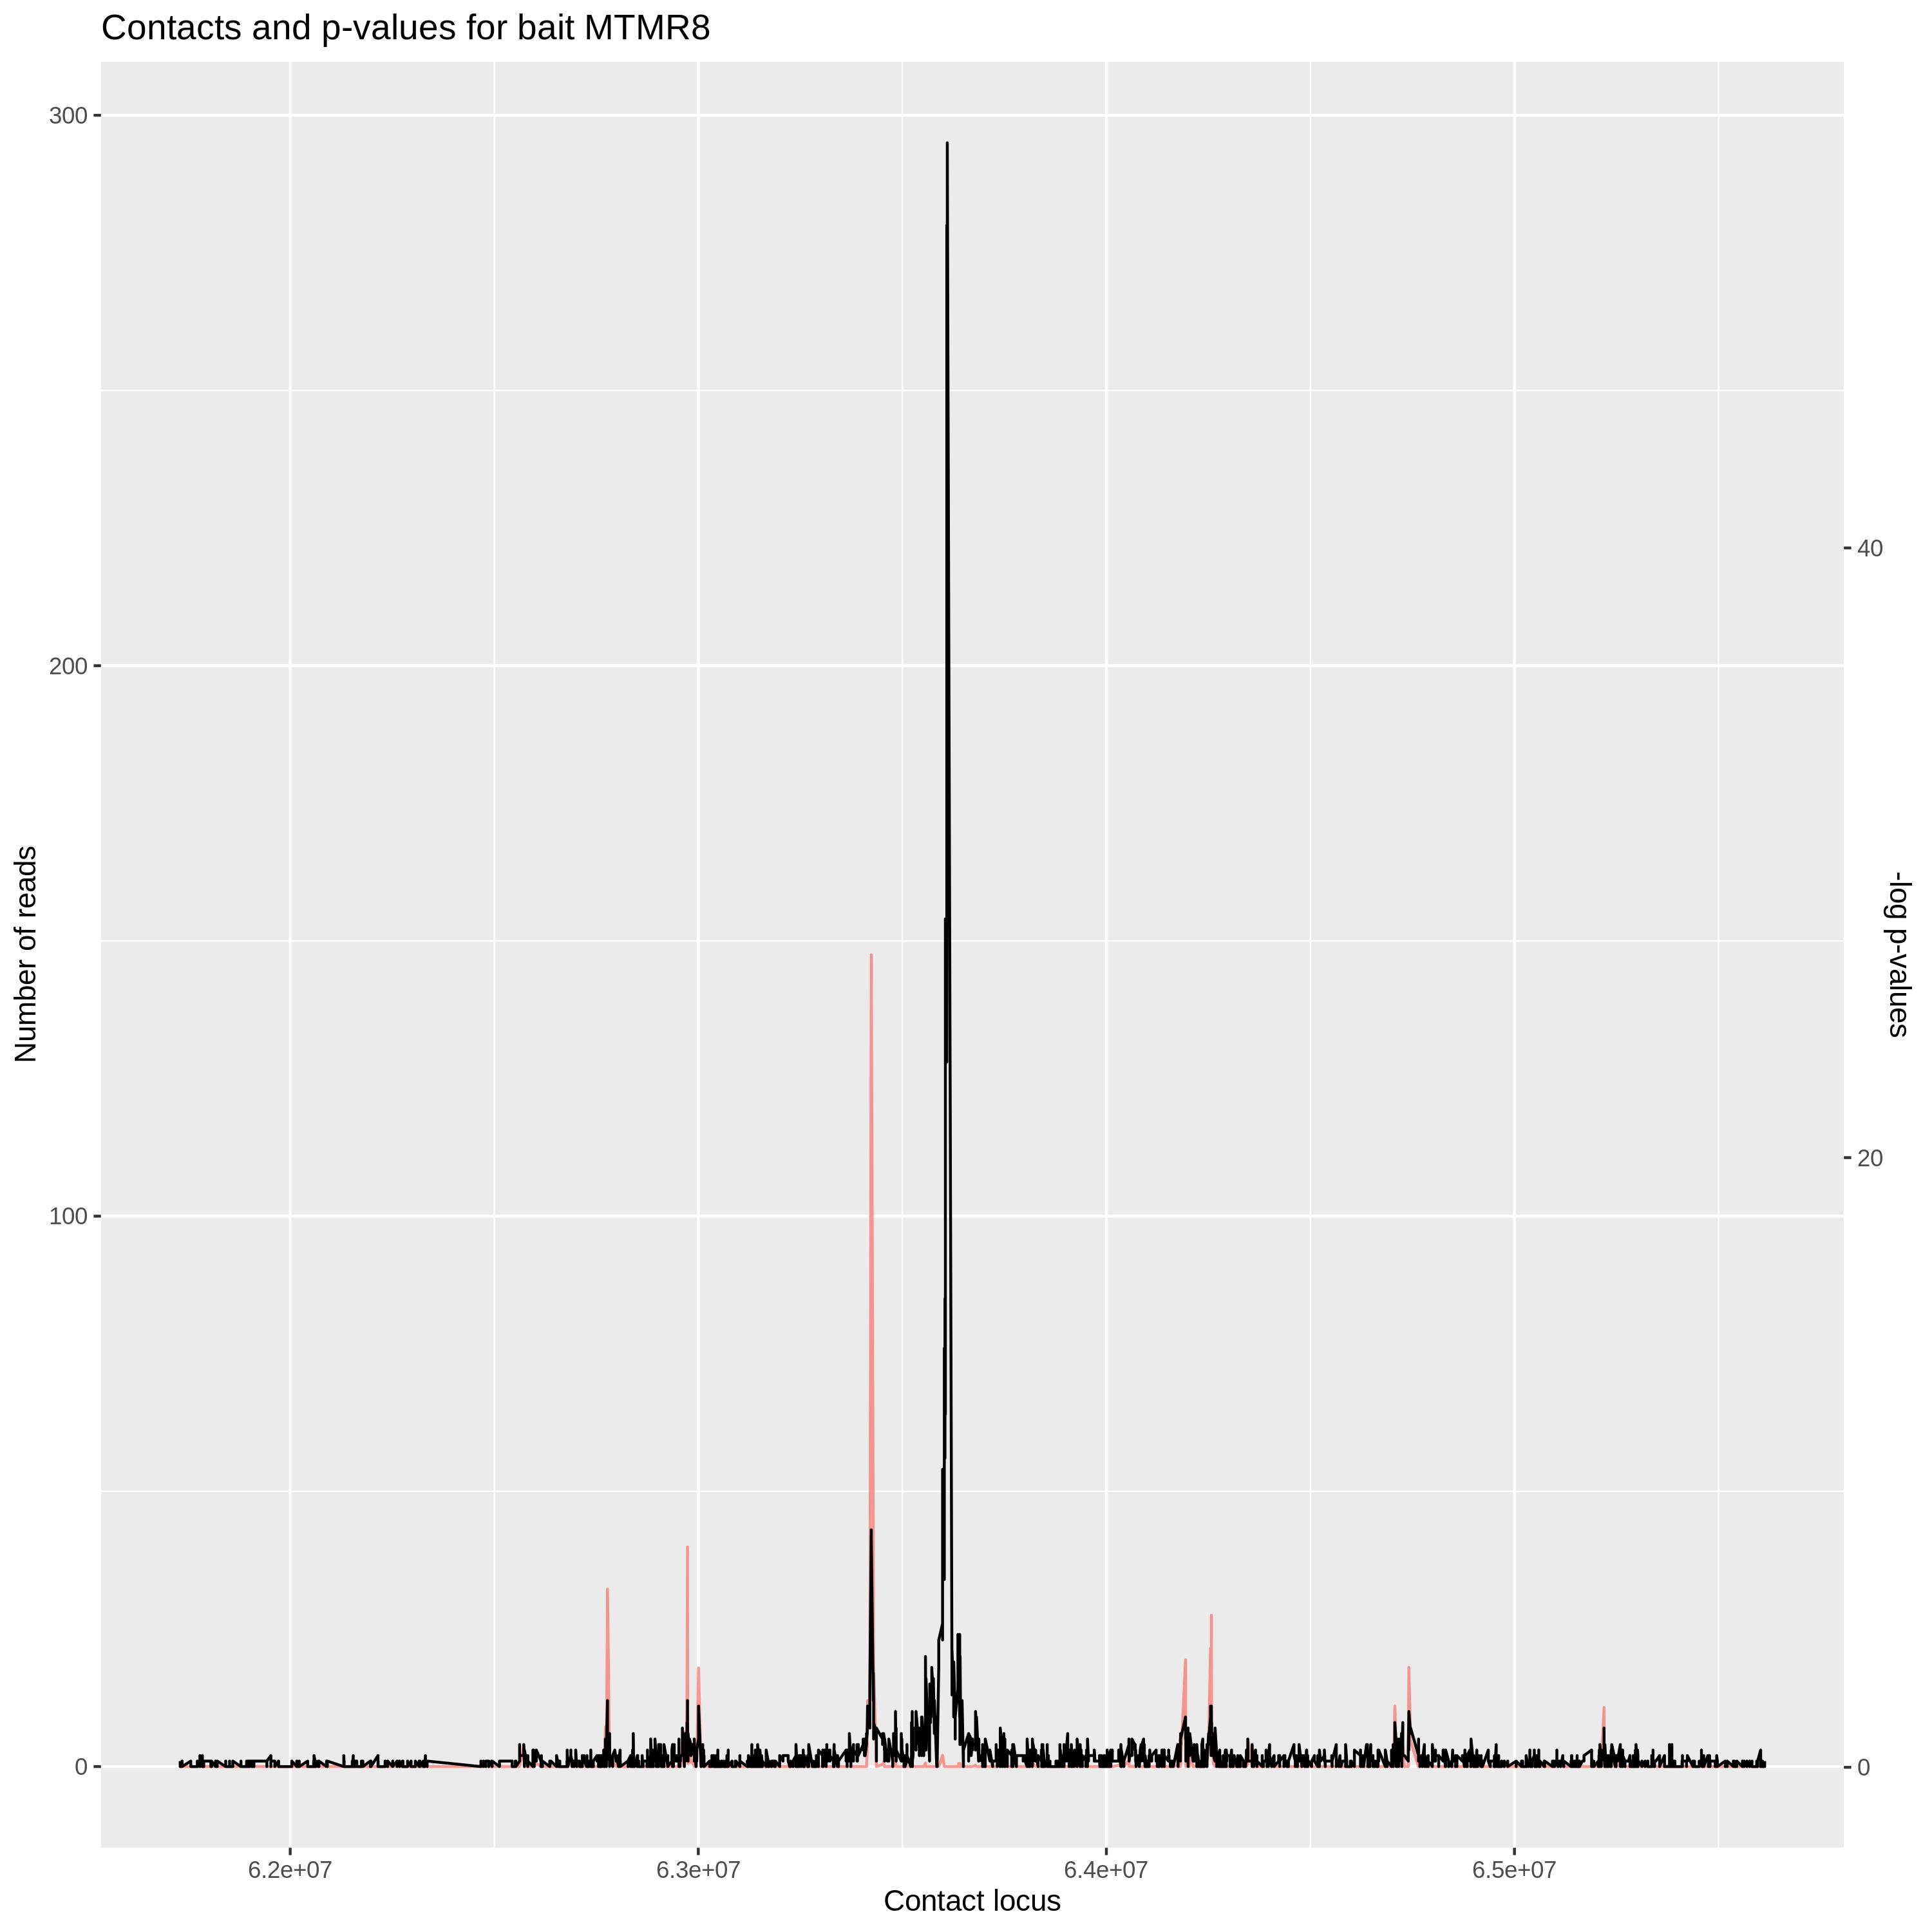 Contacts and p-values for bait MTMR8
300
200
100
0
Number of reads
40
20
0
-log p-values
6.2e+07
6.3e+07
6.4e+07
6.5e+07
Contact locus